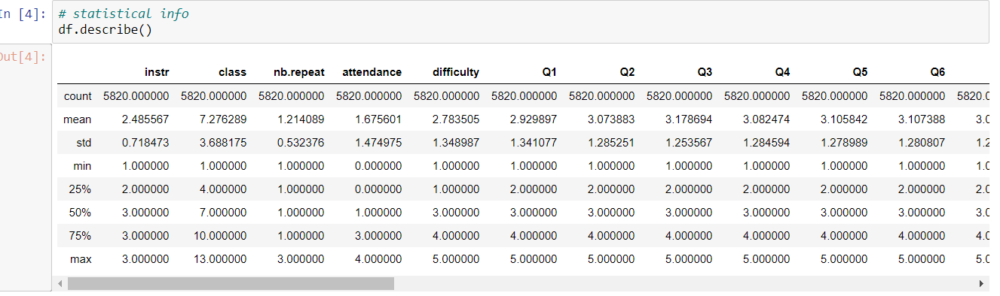 In [4]: # statistical info
df.describe()
Out[4]:
instr class nb.repeat attendance difficulty Q1 Q2 Q3 Q4 Q5 Q6
count 5820.000000 5820.000000 5820.000000 5820.000000 5820.000000 5820.000000 5820.000000 5820.000000 5820.000000 5820.000000 5820.000000 5820.0
mean 2.485567 7.276289 1.214089 1.675601 2.783505 2.929897 3.073883 3.178694 3.082474 3.105842 3.107388 3.0
std 0.718473 3.688175 0.532376 1.474975 1.348987 1.341077 1.285251 1.253567 1.284594 1.278989 1.280807 1.2
min 1.000000 1.000000 1.000000 0.000000 1.000000 1.000000 1.000000 1.000000 1.000000 1.000000 1.000000 1.0
25% 2.000000 4.000000 1.000000 0.000000 1.000000 2.000000 2.000000 2.000000 2.000000 2.000000 2.000000 2.0
50% 3.000000 7.000000 1.000000 1.000000 3.000000 3.000000 3.000000 3.000000 3.000000 3.000000 3.000000 3.0
75% 3.000000 10.000000 1.000000 3.000000 4.000000 4.000000 4.000000 4.000000 4.000000 4.000000 4.000000 4.0
max 3.000000 13.000000 3.000000 4.000000 5.000000 5.000000 5.000000 5.000000 5.000000 5.000000 5.000000 5.0